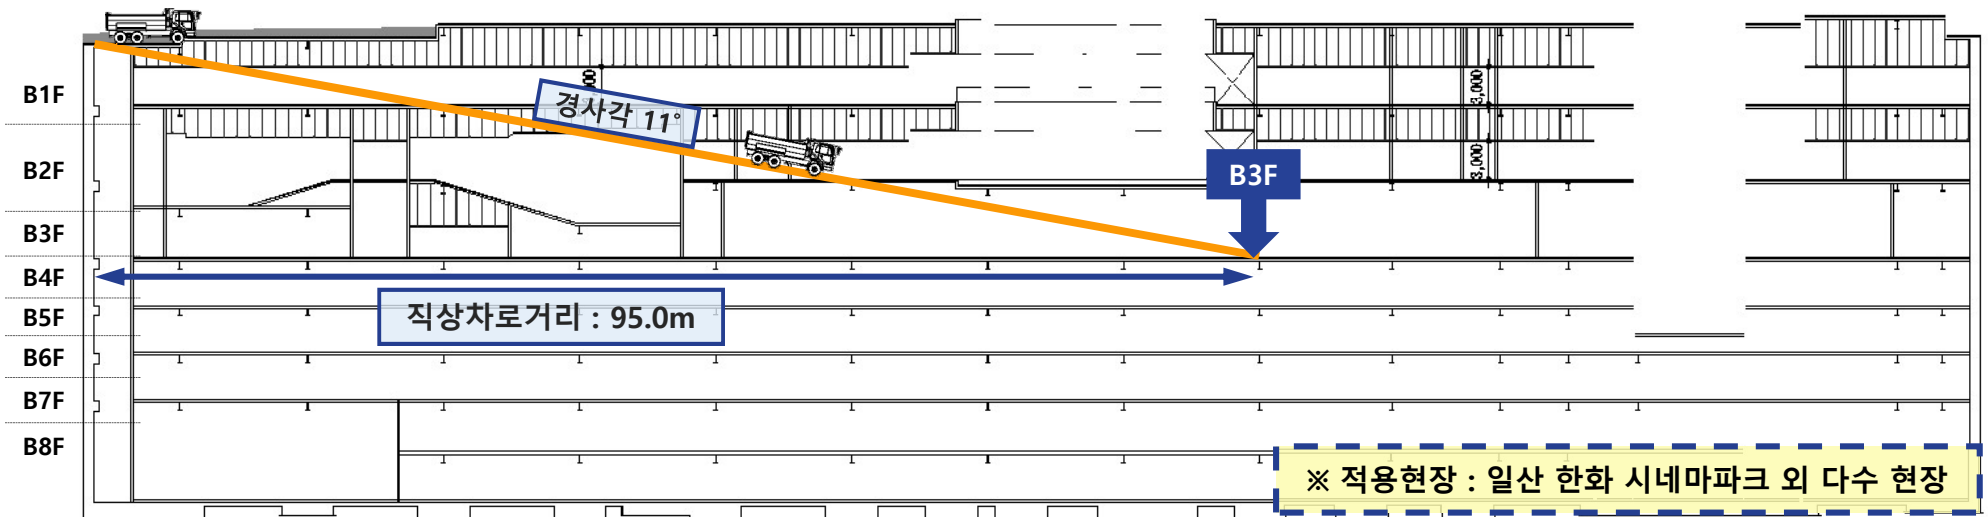 B1F
B2F
B3F
B4F
B5F
B6F
B7F
B8F
경사각 11°
3,000
3,000
B3F
직상차로거리 : 95.0m
※ 적용현장 : 일산 한화 시네마파크 외 다수 현장